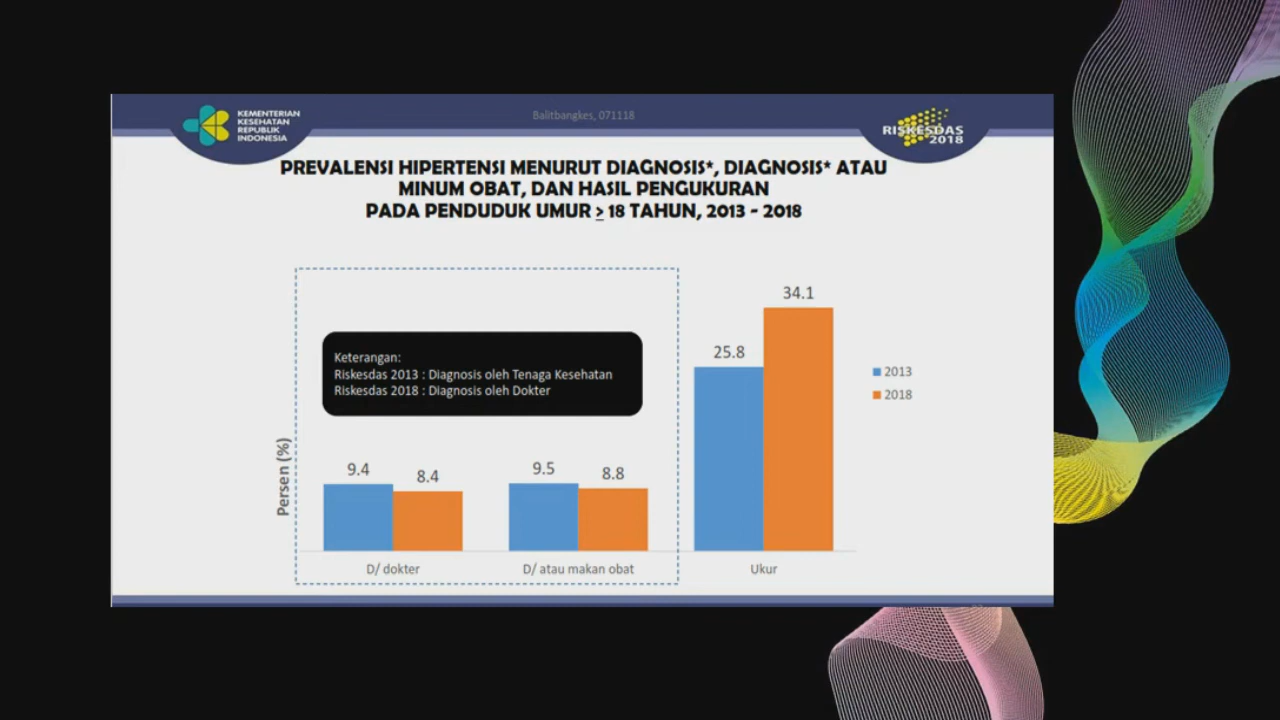 KEMENTERIAN
KESEHATAN
REPUBLIK
INDONESIA
Balitbangkes, 071118
RISKESDAS
2018
PREVALENSI HIPERTENSI MENURUT DIAGNOSIS*, DIAGNOSIS* ATAU
MINUM OBAT, DAN HASIL PENGUKURAN
PADA PENDUDUK UMUR ≥ 18 TAHUN, 2013 - 2018
Keterangan:
Riskesdas 2013 : Diagnosis oleh Tenaga Kesehatan
Riskesdas 2018 : Diagnosis oleh Dokter
Persen (%)
9.4
8.4
9.5
8.8
25.8
34.1
D/ dokter
D/ atau makan obat
Ukur
2013
2018